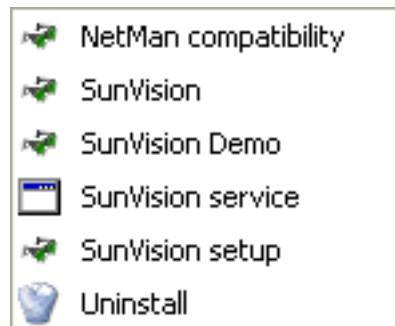 NetMan compatibility
SunVision
SunVision Demo
SunVision service
SunVision setup
Uninstall